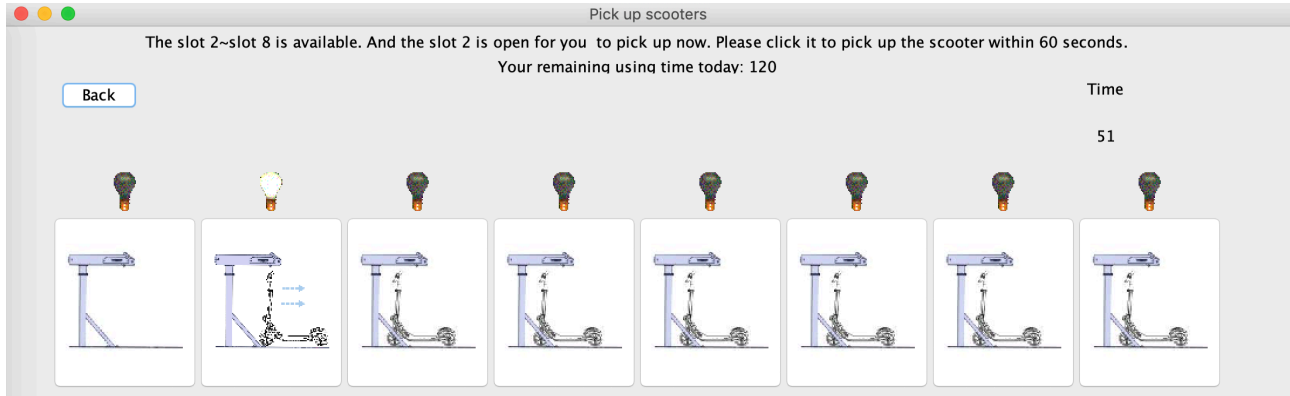 Pick up scooters
The slot 2~slot 8 is available. And the slot 2 is open for you  to pick up now. Please click it to pick up the scooter within 60 seconds.
Your remaining using time today: 120
Back
Time
51